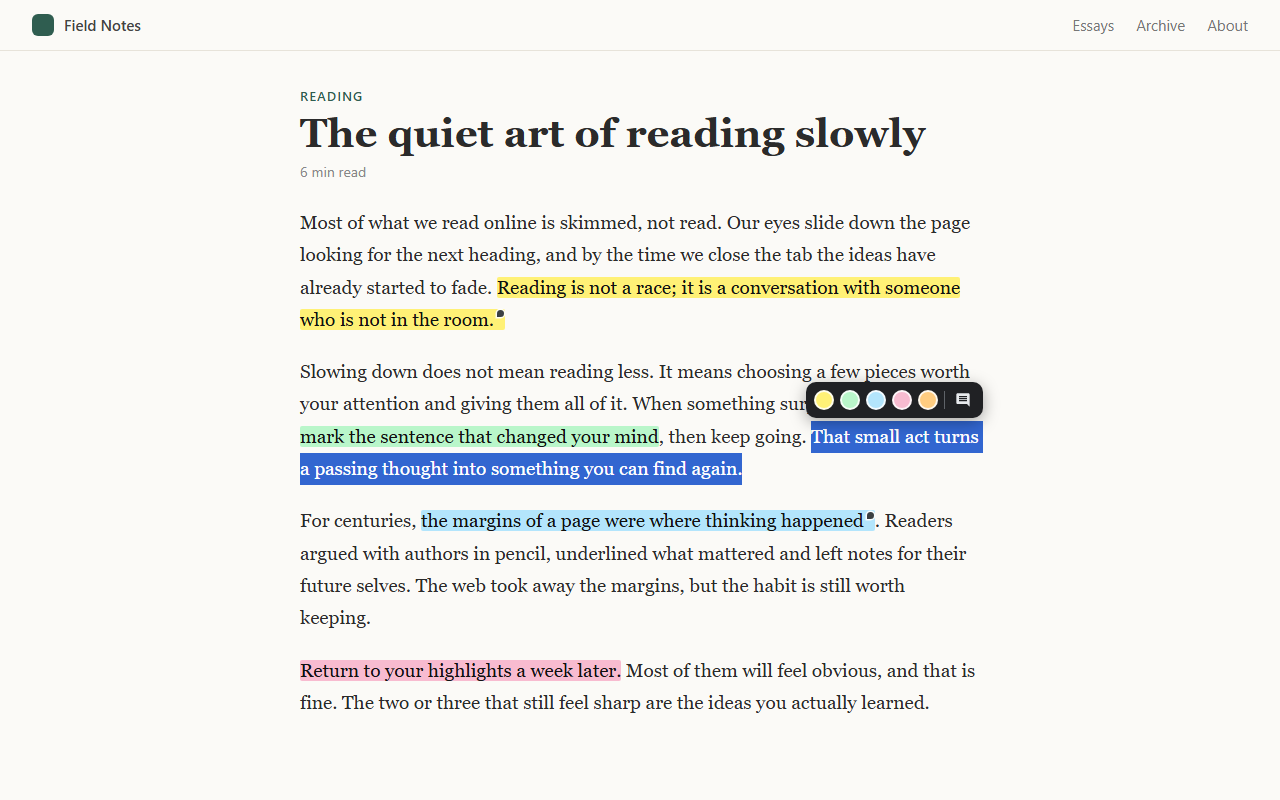 Field Notes
Essays
Archive
About
READING
The quiet art of reading slowly
6 min read
Most of what we read online is skimmed, not read. Our eyes slide down the page
looking for the next heading, and by the time we close the tab the ideas have
already started to fade. Reading is not a race; it is a conversation with someone
who is not in the room.
Slowing down does not mean reading less. It means choosing a few pieces worth
your attention and giving them all of it. When something
mark the sentence that changed your mind, then keep going. That small act turns
a passing thought into something you can find again.
For centuries, the margins of a page were where thinking happened. Readers
argued with authors in pencil, underlined what mattered and left notes for their
future selves. The web took away the margins, but the habit is still worth
keeping.
Return to your highlights a week later. Most of them will feel obvious, and that is
fine. The two or three that still feel sharp are the ideas you actually learned.